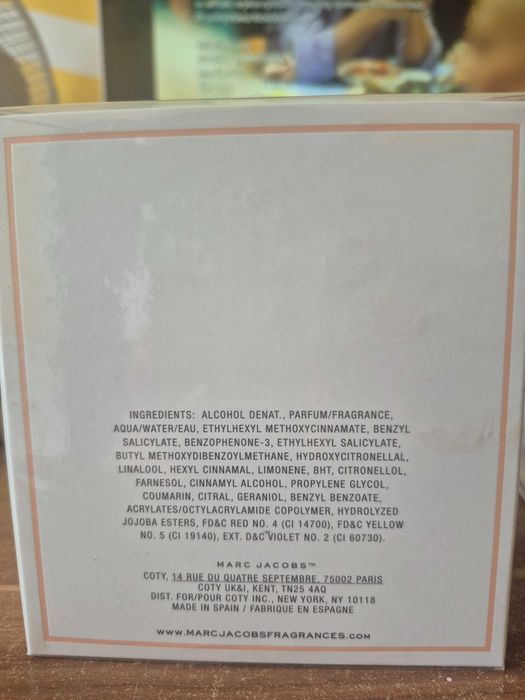 INGREDIENTS: ALCOHOL DENAT., PARFUM/FRAGRANCE,
AQUA/WATER/EAU, ETHYLHEXYL METHOXYCINNAMATE, BENZYL
SALICYLATE, BENZOPHENONE-3, ETHYLHEXYL SALICYLATE,
BUTYL METHOXYDIBENZOYLMETHANE, HYDROXYCITRONELLAL,
LINALOOL, HEXYL CINNAMAL, LIMONENE, BHT, CITRONELLOL,
FARNESOL, CINNAMYL ALCOHOL, PROPYLENE GLYCOL,
COUMARIN, CITRAL, GERANIOL, BENZYL BENZOATE,
ACRYLATES/OCTYLACRYLAMIDE COPOLYMER, HYDROLYZED
JOJOBA ESTERS, FD&C RED NO. 4 (CI 14700), FD&C YELLOW
NO. 5 (CI 19140), EXT. D&C VIOLET NO. 2 (CI 60730).
MARC JACOBS™
COTY, 14 RUE DU QUATRE SEPTEMBRE, 75002 PARIS
COTY UK&I, KENT, TN25 4AQ
DIST. FOR/POUR COTY INC., NEW YORK, NY 10118
MADE IN SPAIN / FABRIQUE EN ESPAGNE
WWW.MARCJACOBSFRAGRANCES.COM